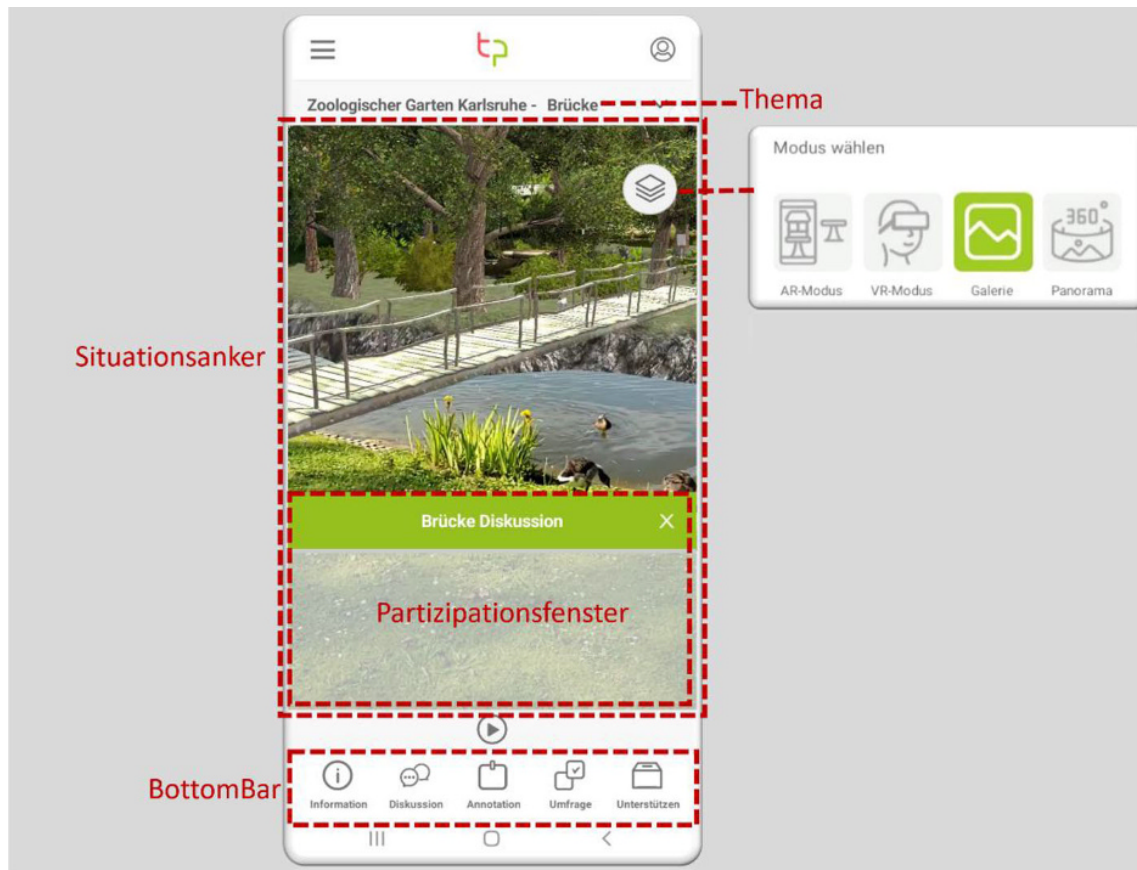 tp
Zoologischer Garten Karlsruhe - Brücke
Thema
Modus wählen
360°
AR-Modus
VR-Modus
Galerie
Panorama
Situationsanker
Brücke Diskussion
Partizipationsfenster
BottomBar
Information
Diskussion
Annotation
Umfrage
Unterstützen